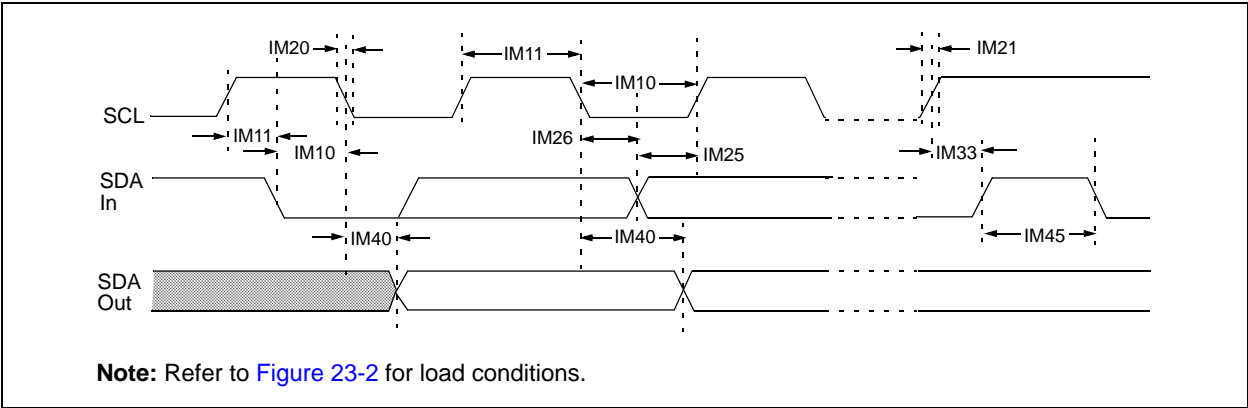 IM20
IM11
IM21
IM10
SCL
IM11
IM10
IM26
IM25
IM33
SDA
In
IM40
IM40
IM45
SDA
Out
Note: Refer to Figure 23-2 for load conditions.